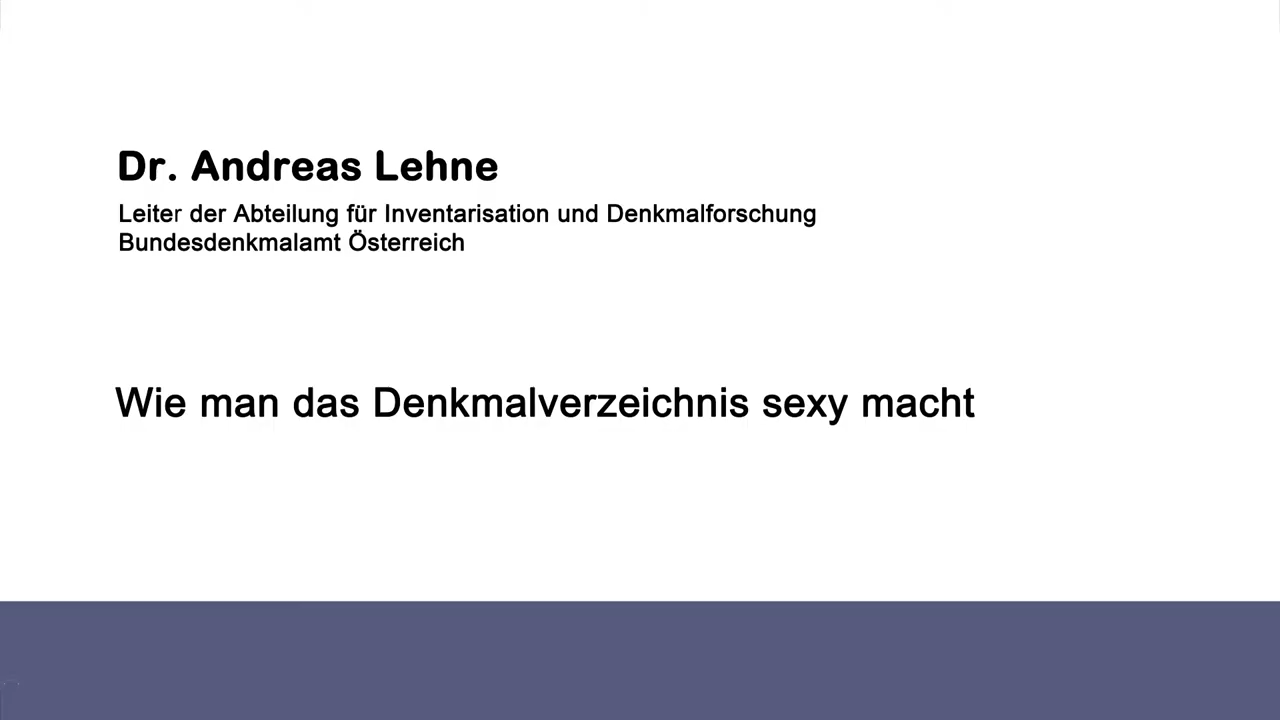 Dr. Andreas Lehne
Leiter der Abteilung für Inventarisation und Denkmalforschung
Bundesdenkmalamt Österreich
Wie man das Denkmalverzeichnis sexy macht